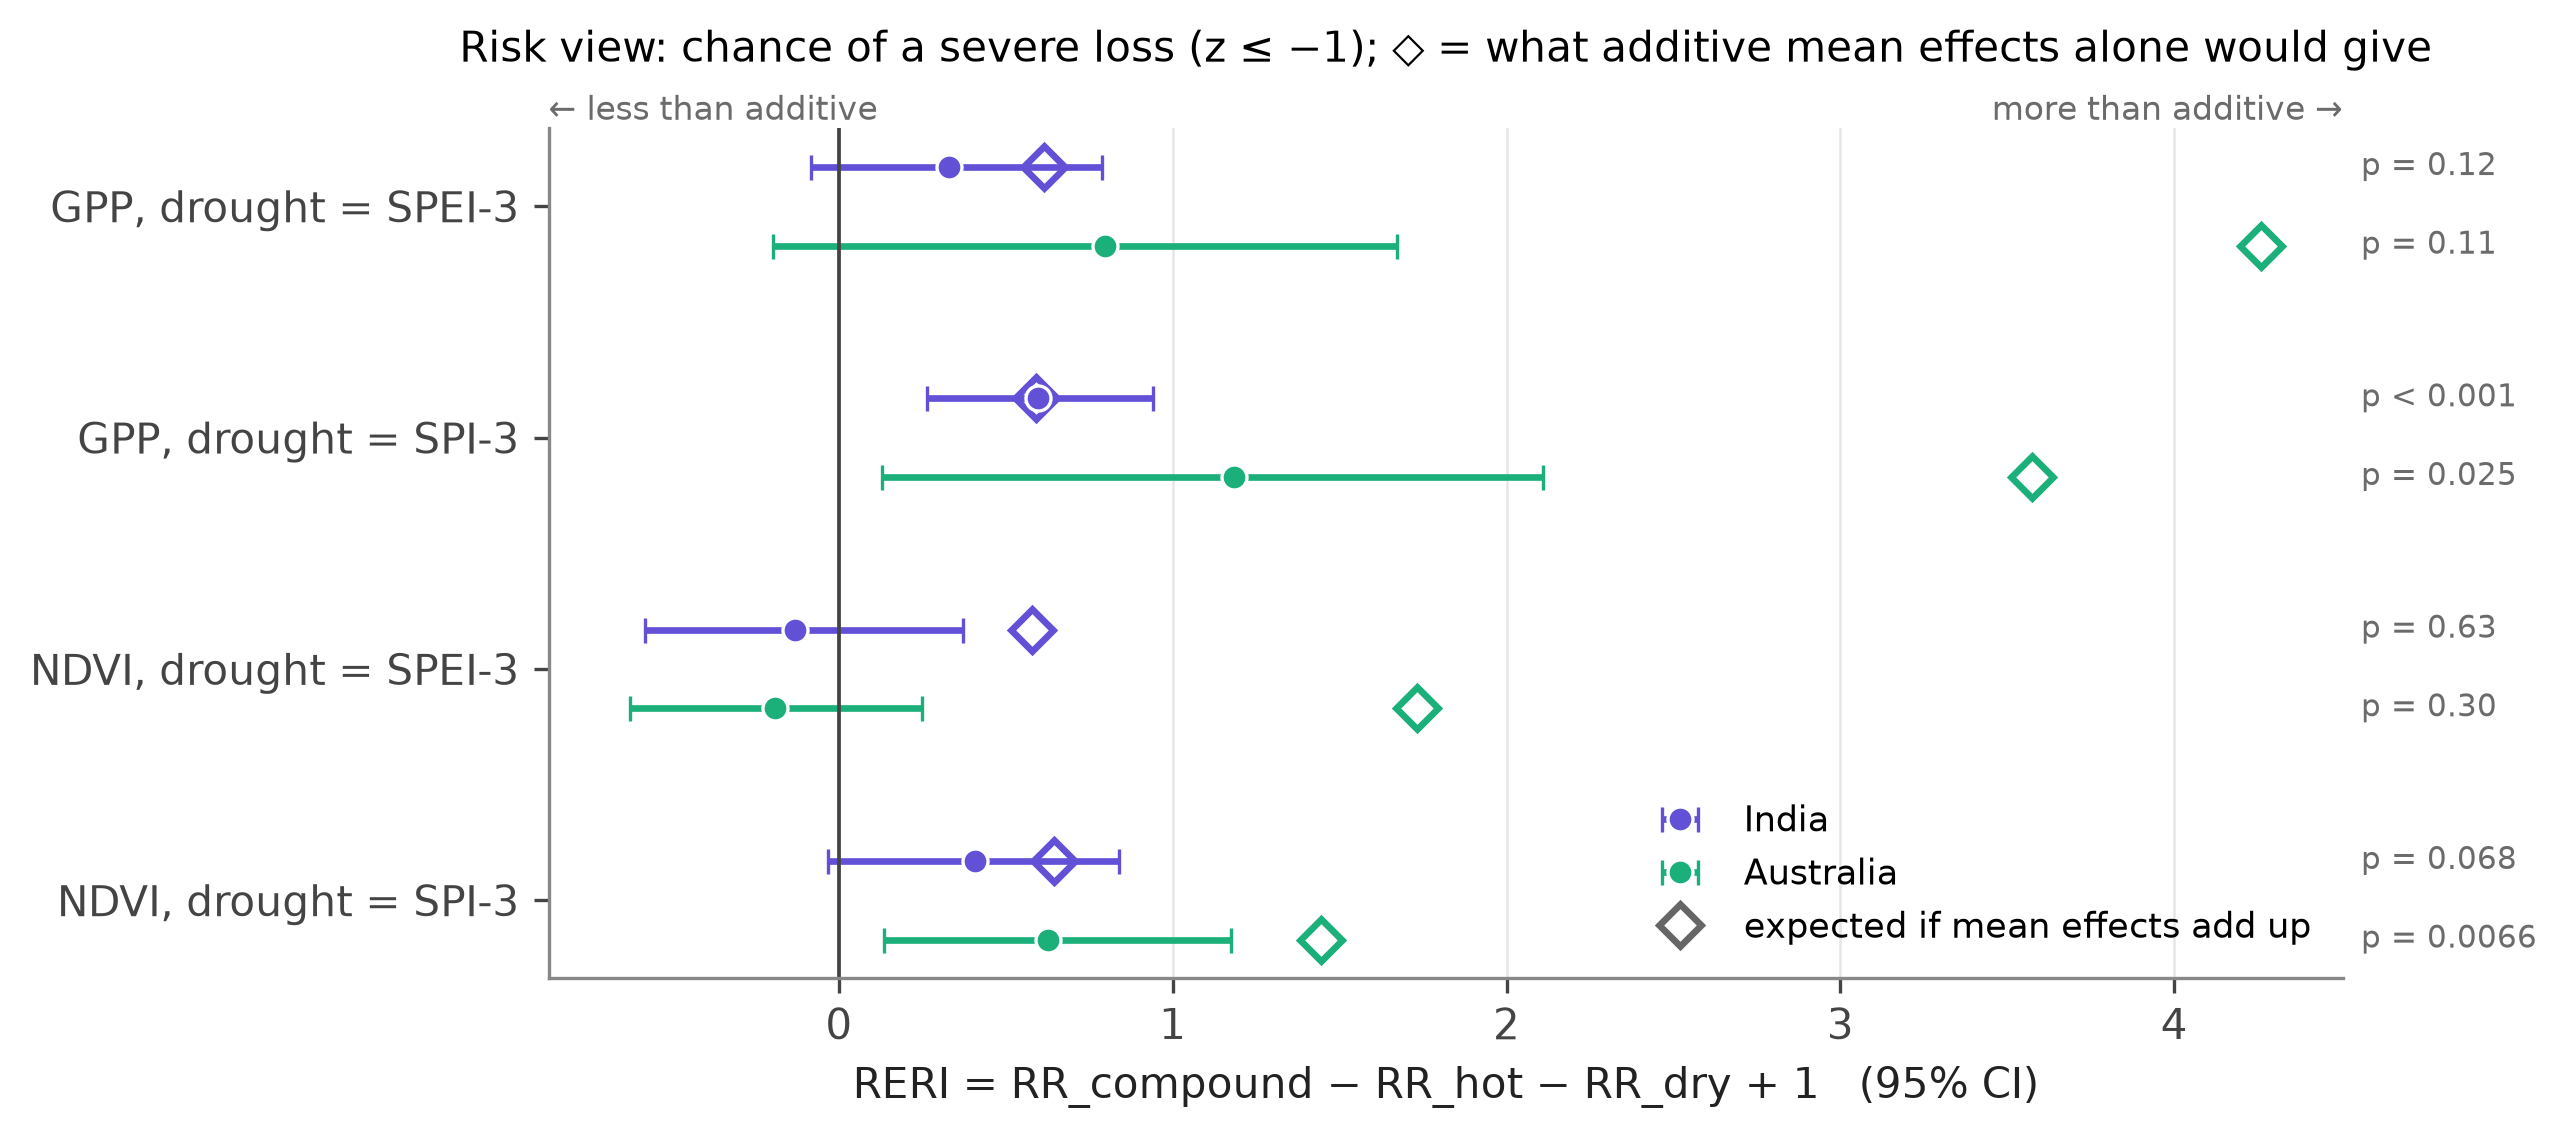 Risk view: chance of a severe loss (z ≤ −1); ◇ = what additive mean effects alone would give
← less than additive
more than additive →
GPP, drought = SPEI-3
p = 0.12
p = 0.11
GPP, drought = SPI-3
p < 0.001
p = 0.025
NDVI, drought = SPEI-3
p = 0.63
p = 0.30
NDVI, drought = SPI-3
p = 0.068
p = 0.0066
India
Australia
expected if mean effects add up
0
1
2
3
4
RERI = RR_compound − RR_hot − RR_dry + 1 (95% CI)